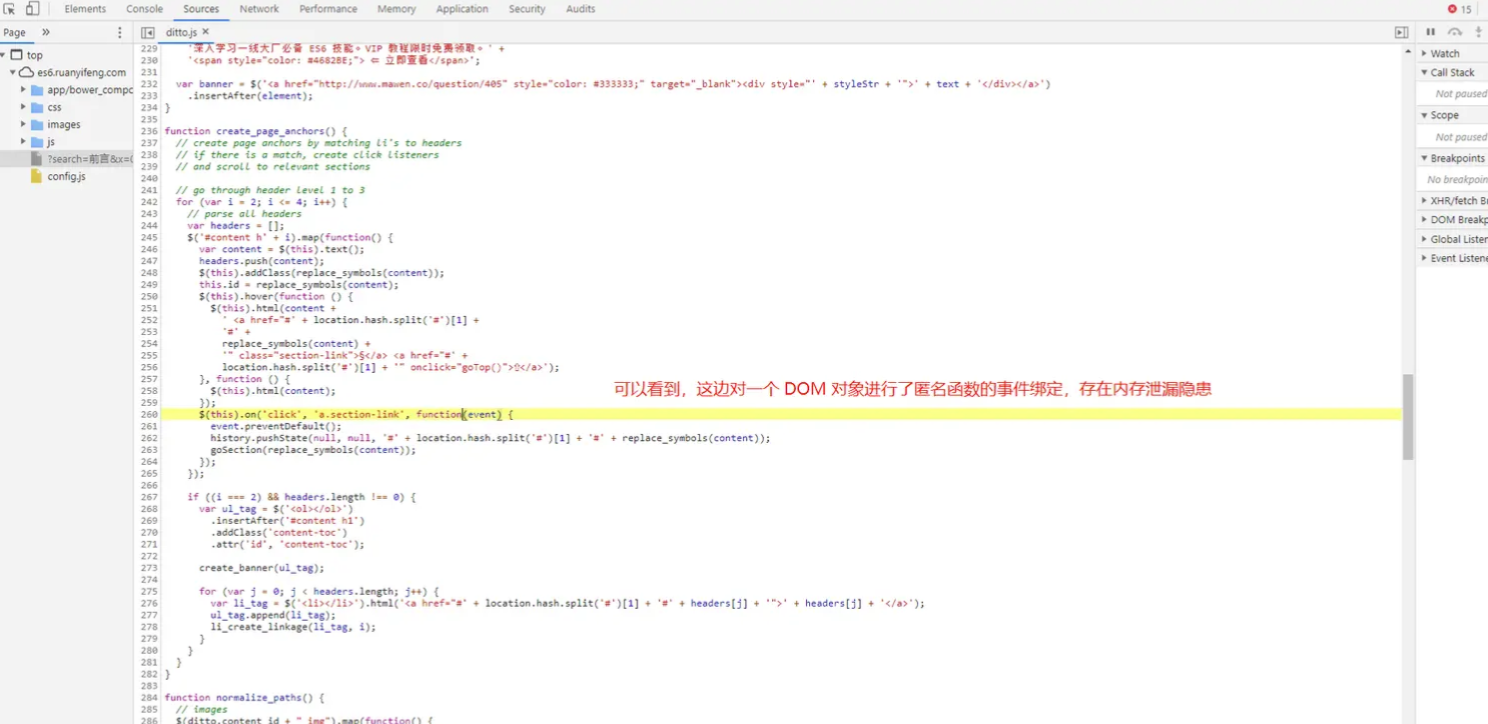 Elements Console Sources Network Performance Memory Application Security Audits 15
Page » ditto.js ×
top
es6.ruanyifeng.com
app/bower_compc
css
images
js
?search=前言&x=
config.js
229 '深入学习一线大厂必备 ES6 技能。VIP 教程限时免费领取。' +
230 '<span style="color: #46828E;"> ⇐ 立即查看</span>';
231
232 var banner = $('<a href="http://www.mawen.co/question/405" style="color: #333333;" target="_blank"><div style="' + styleStr + '">' + text + '</div></a>')
233 .insertAfter(element);
234 }
235
236 function create_page_anchors() {
237 // create page anchors by matching li's to headers
238 // if there is a match, create click listeners
239 // and scroll to relevant sections
240
241 // go through header level 1 to 3
242 for (var i = 2; i <= 4; i++) {
243 // parse all headers
244 var headers = [];
245 $('#content h' + i).map(function() {
246 var content = $(this).text();
247 headers.push(content);
248 $(this).addClass(replace_symbols(content));
249 this.id = replace_symbols(content);
250 $(this).hover(function () {
251 $(this).html(content +
252 ' <a href="#' + location.hash.split('#')[1] +
253 '#' +
254 replace_symbols(content) +
255 '" class="section-link">§</a> <a href="#' +
256 location.hash.split('#')[1] + '" onclick="goTop()">⇧</a>');
257 }, function () {
258 $(this).html(content);
259 });
260 $(this).on('click', 'a.section-link', function(event) {
261 event.preventDefault();
262 history.pushState(null, null, '#' + location.hash.split('#')[1] + '#' + replace_symbols(content));
263 goSection(replace_symbols(content));
264 });
265 });
266
267 if ((i === 2) && headers.length !== 0) {
268 var ul_tag = $('<ol></ol>')
269 .insertAfter('#content h1')
270 .addClass('content-toc')
271 .attr('id', 'content-toc');
272
273 create_banner(ul_tag);
274
275 for (var j = 0; j < headers.length; j++) {
276 var li_tag = $('<li></li>').html('<a href="#' + location.hash.split('#')[1] + '#' + headers[j] + '">' + headers[j] + '</a>');
277 ul_tag.append(li_tag);
278 li_create_linkage(li_tag, i);
279 }
280 }
281 }
282 }
283
284 function normalize_paths() {
285 // images
286 $(ditto.content_id + " img").map(function() {
可以看到，这边对一个 DOM 对象进行了匿名函数的事件绑定，存在内存泄漏隐患
Watch
Call Stack
Not paused
Scope
Not paused
Breakpoints
No breakpoin
XHR/fetch B
DOM Breakp
Global Listen
Event Listene